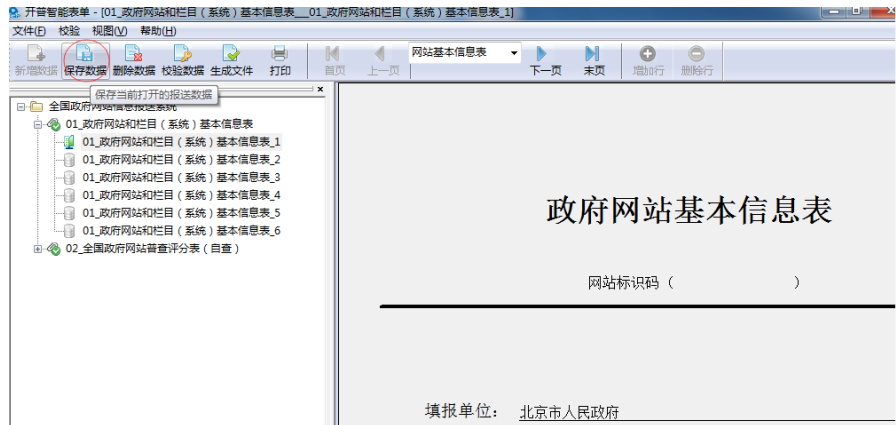 开普智能表单 - [01_政府网站和栏目（系统）基本信息表__01_政府网站和栏目（系统）基本信息表_1]
文件(F) 校验 视图(V) 帮助(H)
新增数据 保存数据 删除数据 校验数据 生成文件 打印 首页 上一页 网站基本信息表 下一页 末页 增加行 删除行
保存当前打开的报送数据
全国政府网站信息报送系统
01_政府网站和栏目（系统）基本信息表
01_政府网站和栏目（系统）基本信息表_1
01_政府网站和栏目（系统）基本信息表_2
01_政府网站和栏目（系统）基本信息表_3
01_政府网站和栏目（系统）基本信息表_4
01_政府网站和栏目（系统）基本信息表_5
01_政府网站和栏目（系统）基本信息表_6
02_全国政府网站普查评分表（自查）
政府网站基本信息表
网站标识码（ ）
填报单位： 北京市人民政府